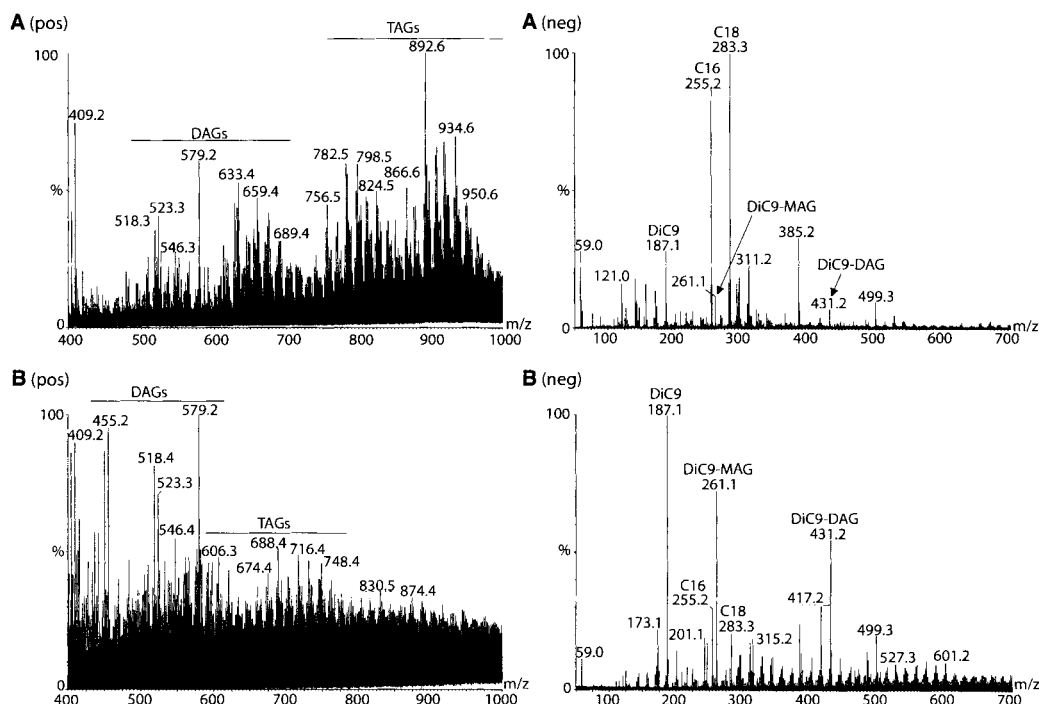 A (pos)
TAGs
892.6
100
409.2
DAGs
579.2
934.6
782.5
798.5
633.4
866.6
%
659.4
824.5
756.5
950.6
518.3
523.3
689.4
546.3
0
400 500 600 700 800 900 1000 m/z
A (neg)
C18
283.3
100
C16
255.2
%
DiC9-MAG
DiC9
187.1
385.2
59.0
311.2
DiC9-DAG
261.1
121.0
431.2
499.3
0
100 200 300 400 500 600 700 m/z
B (pos)
DAGs
579.2
100
455.2
409.2
518.4
523.3
TAGs
546.4
688.4
%
606.3
716.4
748.4
674.4
830.5
874.4
0
400 500 600 700 800 900 1000 m/z
B (neg)
DiC9
187.1
100
DiC9-MAG
261.1
DiC9-DAG
431.2
%
C16
255.2
417.2
C18
283.3
173.1
201.1
315.2
499.3
59.0
527.3
601.2
0
100 200 300 400 500 600 700 m/z